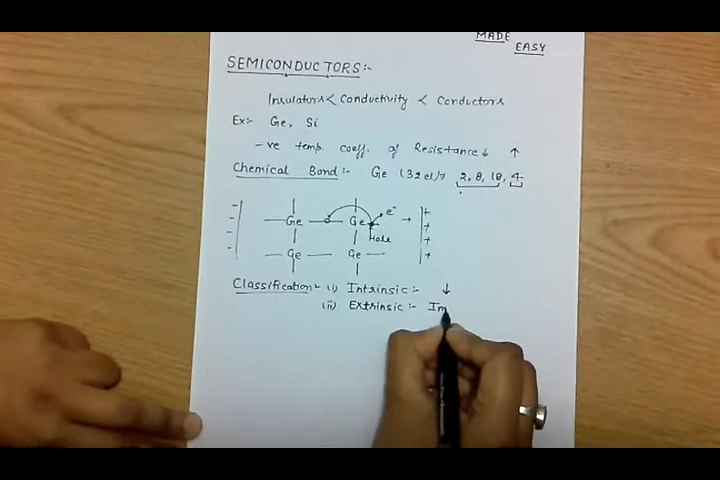 MADE
EASY
SEMICONDUCTORS:-
Insulators < Conductivity < Conductors
Ex:- Ge, Si
-ve temp. coeff. of Resistance ↓ ↑
Chemical Bond:- Ge (32 el) 2, 8, 18, 4
Ge Ge e- → +
Hole
Ge Ge
Classification:- (i) Intrinsic:- ↓
(ii) Extrinsic:- Im